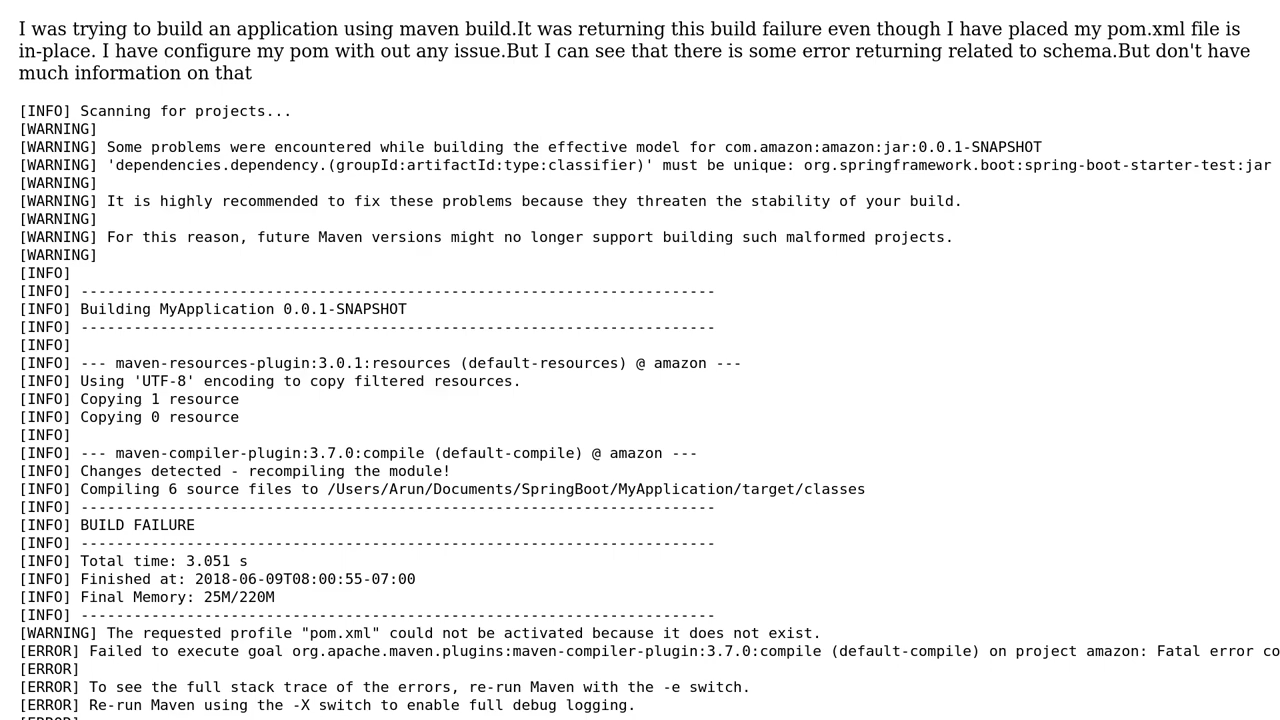 I was trying to build an application using maven build.It was returning this build failure even though I have placed my pom.xml file is
in-place. I have configure my pom with out any issue.But I can see that there is some error returning related to schema.But don't have
much information on that
[INFO] Scanning for projects...
[WARNING]
[WARNING] Some problems were encountered while building the effective model for com.amazon:amazon:jar:0.0.1-SNAPSHOT
[WARNING] 'dependencies.dependency.(groupId:artifactId:type:classifier)' must be unique: org.springframework.boot:spring-boot-starter-test:jar
[WARNING]
[WARNING] It is highly recommended to fix these problems because they threaten the stability of your build.
[WARNING]
[WARNING] For this reason, future Maven versions might no longer support building such malformed projects.
[WARNING]
[INFO]
[INFO] ------------------------------------------------------------------------
[INFO] Building MyApplication 0.0.1-SNAPSHOT
[INFO] ------------------------------------------------------------------------
[INFO]
[INFO] --- maven-resources-plugin:3.0.1:resources (default-resources) @ amazon ---
[INFO] Using 'UTF-8' encoding to copy filtered resources.
[INFO] Copying 1 resource
[INFO] Copying 0 resource
[INFO]
[INFO] --- maven-compiler-plugin:3.7.0:compile (default-compile) @ amazon ---
[INFO] Changes detected - recompiling the module!
[INFO] Compiling 6 source files to /Users/Arun/Documents/SpringBoot/MyApplication/target/classes
[INFO] ------------------------------------------------------------------------
[INFO] BUILD FAILURE
[INFO] ------------------------------------------------------------------------
[INFO] Total time: 3.051 s
[INFO] Finished at: 2018-06-09T08:00:55-07:00
[INFO] Final Memory: 25M/220M
[INFO] ------------------------------------------------------------------------
[WARNING] The requested profile "pom.xml" could not be activated because it does not exist.
[ERROR] Failed to execute goal org.apache.maven.plugins:maven-compiler-plugin:3.7.0:compile (default-compile) on project amazon: Fatal error co
[ERROR]
[ERROR] To see the full stack trace of the errors, re-run Maven with the -e switch.
[ERROR] Re-run Maven using the -X switch to enable full debug logging.
[ERROR]